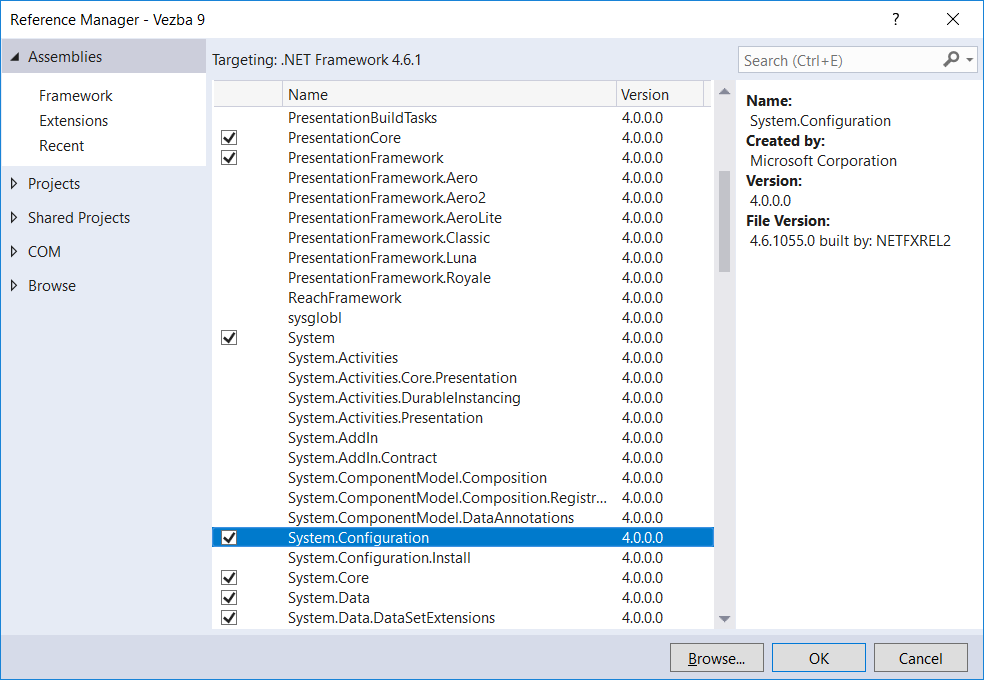 Reference Manager - Vezba 9
?
Assemblies
Framework
Extensions
Recent
Projects
Shared Projects
COM
Browse
Targeting: .NET Framework 4.6.1
Search (Ctrl+E)
Name Version
PresentationBuildTasks 4.0.0.0
PresentationCore 4.0.0.0
PresentationFramework 4.0.0.0
PresentationFramework.Aero 4.0.0.0
PresentationFramework.Aero2 4.0.0.0
PresentationFramework.AeroLite 4.0.0.0
PresentationFramework.Classic 4.0.0.0
PresentationFramework.Luna 4.0.0.0
PresentationFramework.Royale 4.0.0.0
ReachFramework 4.0.0.0
sysglobl 4.0.0.0
System 4.0.0.0
System.Activities 4.0.0.0
System.Activities.Core.Presentation 4.0.0.0
System.Activities.DurableInstancing 4.0.0.0
System.Activities.Presentation 4.0.0.0
System.AddIn 4.0.0.0
System.AddIn.Contract 4.0.0.0
System.ComponentModel.Composition 4.0.0.0
System.ComponentModel.Composition.Registr... 4.0.0.0
System.ComponentModel.DataAnnotations 4.0.0.0
System.Configuration 4.0.0.0
System.Configuration.Install 4.0.0.0
System.Core 4.0.0.0
System.Data 4.0.0.0
System.Data.DataSetExtensions 4.0.0.0
Name:
System.Configuration
Created by:
Microsoft Corporation
Version:
4.0.0.0
File Version:
4.6.1055.0 built by: NETFXREL2
Browse... OK Cancel